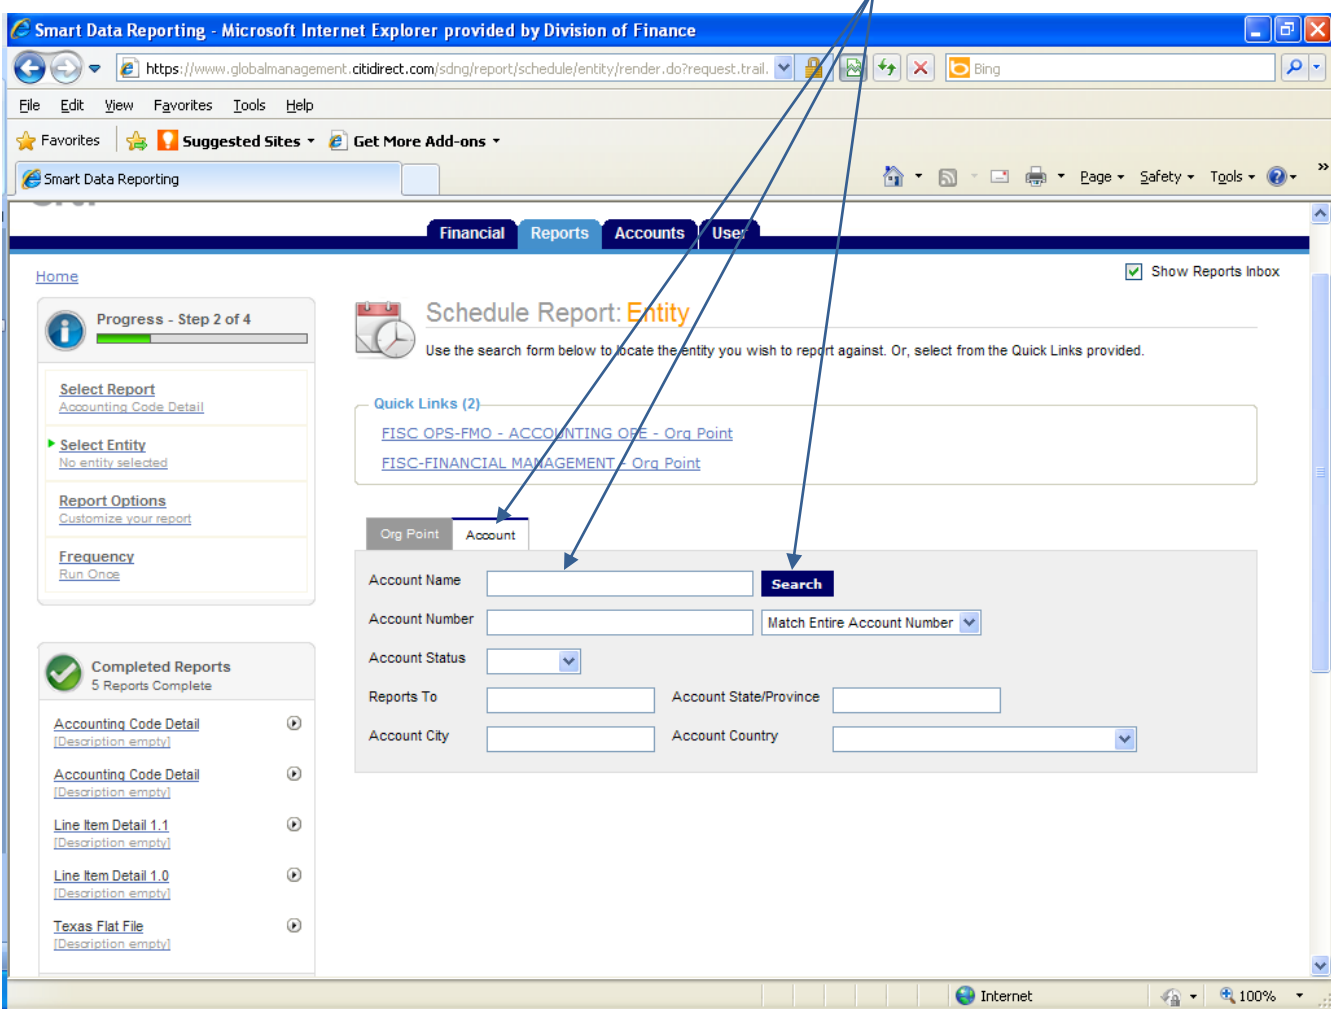 Smart Data Reporting - Microsoft Internet Explorer provided by Division of Finance
https://www.globalmanagement.citidirect.com/sdng/report/schedule/entity/render.do?request.trail.
Bing
File Edit View Favorites Tools Help
Favorites Suggested Sites Get More Add-ons
Smart Data Reporting Page Safety Tools »
Financial Reports Accounts User
Home
Show Reports Inbox
Progress - Step 2 of 4
Schedule Report: Entity
Use the search form below to locate the entity you wish to report against. Or, select from the Quick Links provided.
Select Report
Accounting Code Detail
Select Entity
No entity selected
Report Options
Customize your report
Frequency
Run Once
Quick Links (2)
FISC OPS-FMO - ACCOUNTING OPE - Org Point
FISC-FINANCIAL MANAGEMENT - Org Point
Org Point Account
Account Name Search
Account Number Match Entire Account Number
Account Status
Reports To Account State/Province
Account City Account Country
Completed Reports
5 Reports Complete
Accounting Code Detail
[Description empty]
Accounting Code Detail
[Description empty]
Line Item Detail 1.1
[Description empty]
Line Item Detail 1.0
[Description empty]
Texas Flat File
[Description empty]
Internet 100%